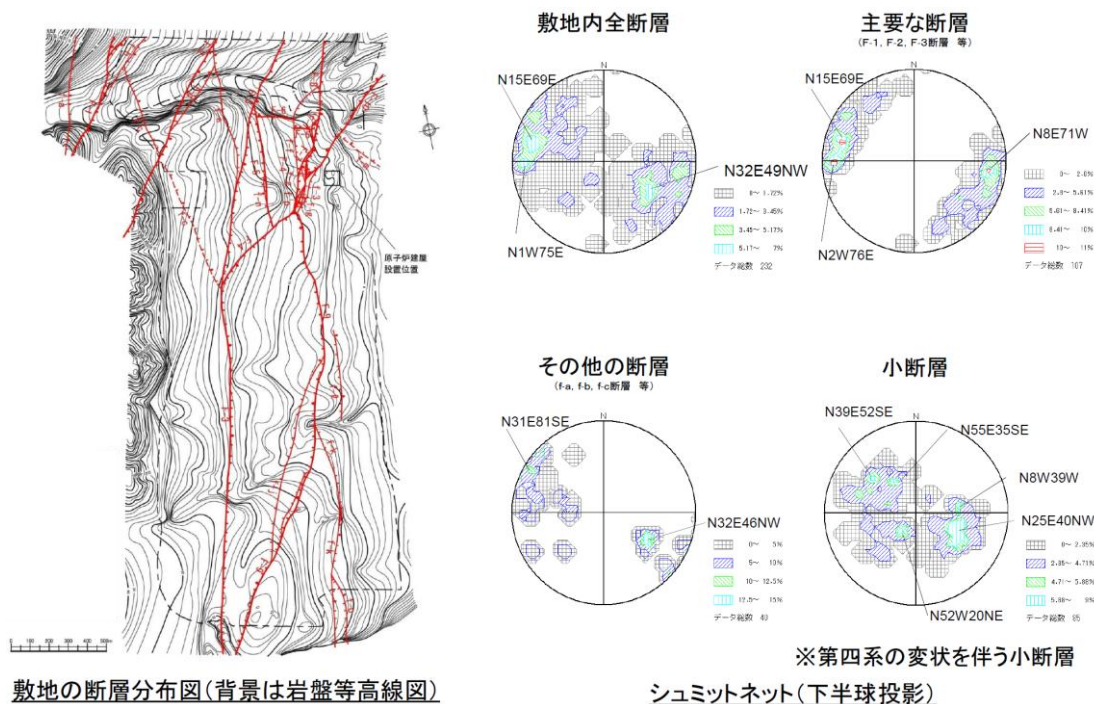 敷地内全断層
N
N15E69E
N32E49NW
N1W75E
0～ 1.72%
1.72～ 3.45%
3.45～ 5.17%
5.17～ 7%
データ総数 232
主要な断層
(F-1, F-2, F-3断層 等)
N
N15E69E
N8E71W
N2W76E
0～ 2.8%
2.8～ 5.61%
5.61～ 8.41%
8.41～ 10%
10～ 11%
データ総数 107
原子炉建屋
設置位置
その他の断層
(f-a, f-b, f-c断層 等)
N
N31E81SE
N32E46NW
0～ 5%
5～ 10%
10～ 12.5%
12.5～ 15%
データ総数 40
小断層
N
N39E52SE
N55E35SE
N8W39W
N25E40NW
N52W20NE
0～ 2.35%
2.35～ 4.71%
4.71～ 5.88%
5.88～ 9%
データ総数 85
※第四系の変状を伴う小断層
0 100 200 300 400 500m
敷地の断層分布図(背景は岩盤等高線図)
シュミットネット(下半球投影)